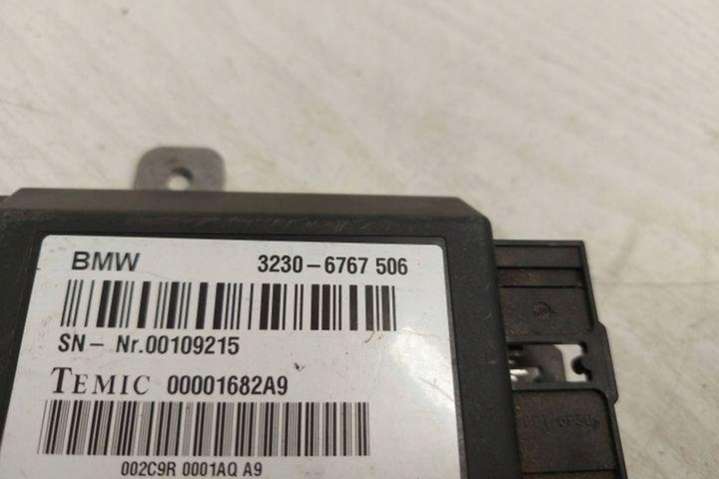 BMW 3230-6767 506
SN- Nr.00109215
TEMIC 00001682A9
002C9R 0001AQ A9